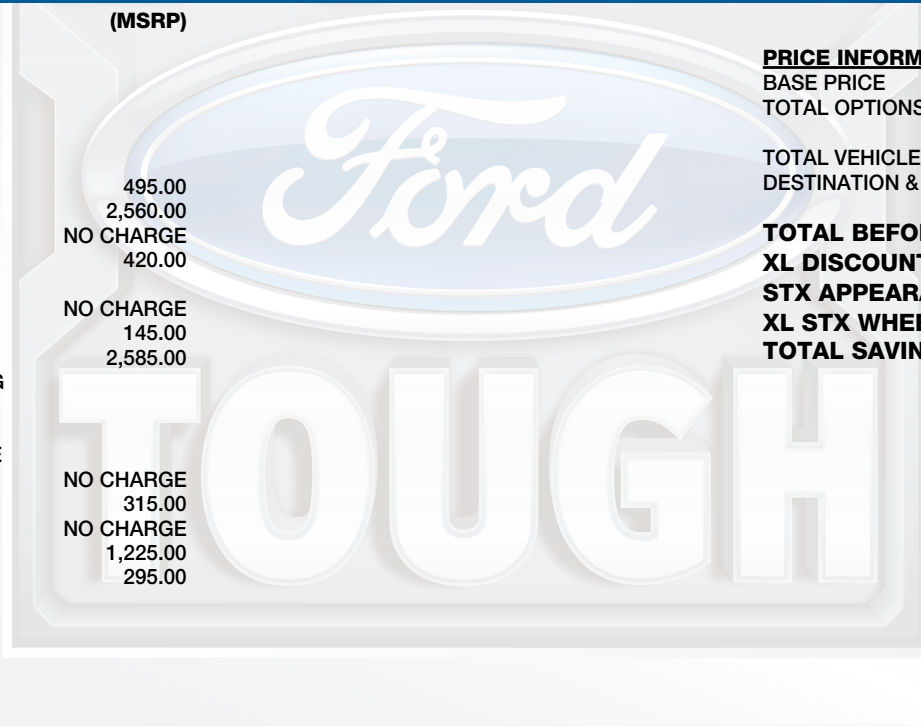 (MSRP)
495.00
2,560.00
NO CHARGE
420.00
NO CHARGE
145.00
2,585.00
NO CHARGE
315.00
NO CHARGE
1,225.00
295.00
PRICE INFORM
BASE PRICE
TOTAL OPTIONS
TOTAL VEHICLE
DESTINATION &
TOTAL BEFO
XL DISCOUNT
STX APPEAR
XL STX WHEE
TOTAL SAVIN
Ford
TOUGH